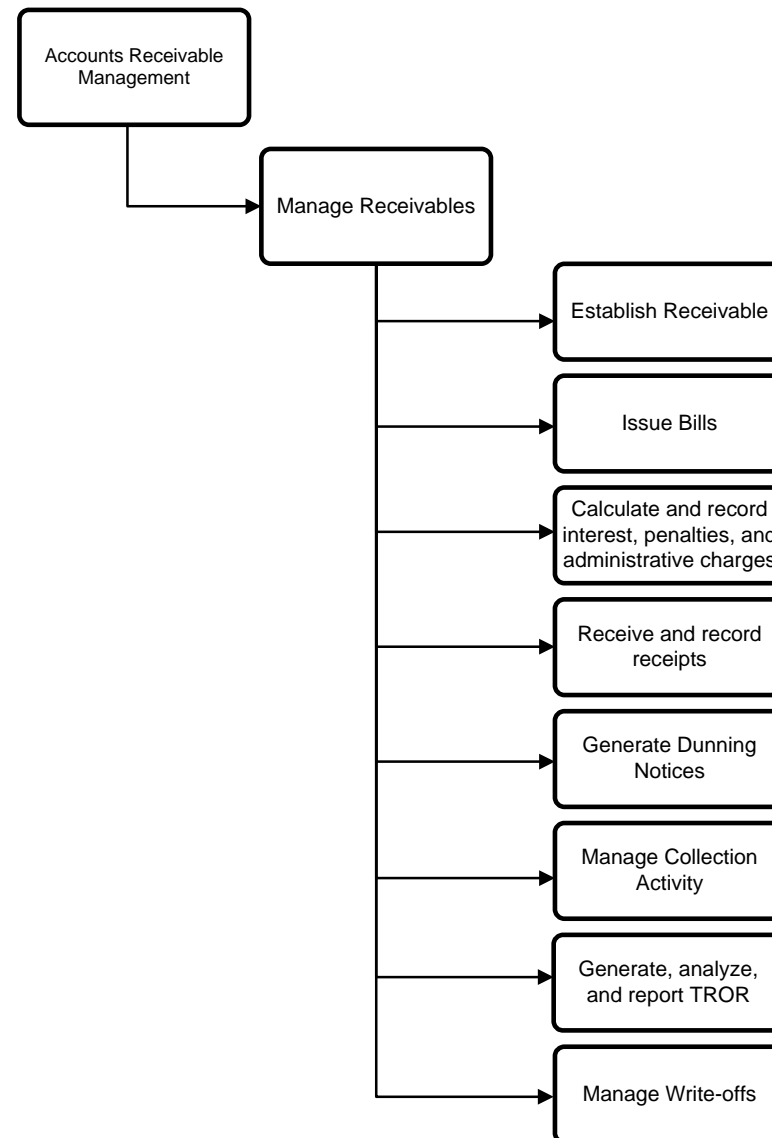 Accounts Receivable
Management
Manage Receivables
Establish Receivable
Issue Bills
Calculate and record
interest, penalties, and
administrative charges
Receive and record
receipts
Generate Dunning
Notices
Manage Collection
Activity
Generate, analyze,
and report TROR
Manage Write-offs